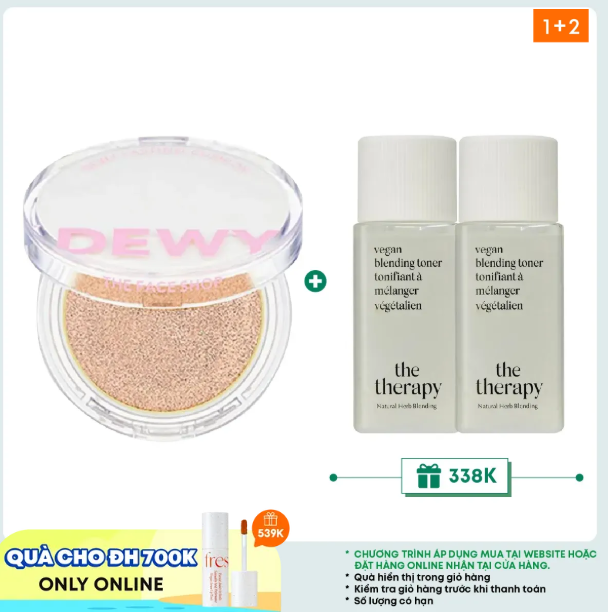 1+2
DEWY
THE FACE SHOP
vegan
blending toner
tonifiant à
mélanger
végétalien
the
therapy
Natural Herb Blending
vegan
blending toner
tonifiant à
mélanger
végétalien
the
therapy
Natural Herb Blending
338K
QUÀ CHO ĐH 700K
ONLY ONLINE
fres
539K
* CHƯƠNG TRÌNH ÁP DỤNG MUA TẠI WEBSITE HOẶC
ĐẶT HÀNG ONLINE NHẬN TẠI CỬA HÀNG.
* Quà hiển thị trong giỏ hàng
* Kiểm tra giỏ hàng trước khi thanh toán
* Số lượng có hạn